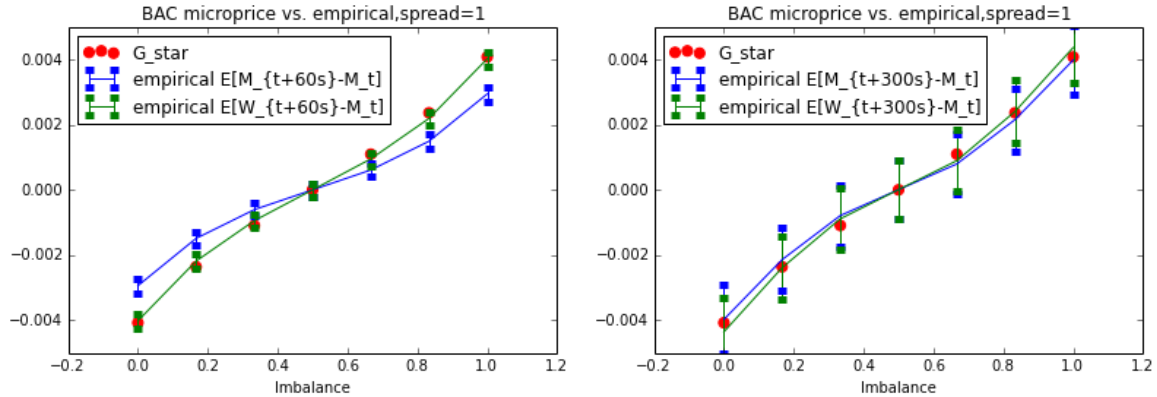 BAC microprice vs. empirical,spread=1
G_star
empirical E[M_{t+60s}-M_t]
empirical E[W_{t+60s}-M_t]
0.004
0.002
0.000
−0.002
−0.004
−0.2 0.0 0.2 0.4 0.6 0.8 1.0 1.2
Imbalance
BAC microprice vs. empirical,spread=1
G_star
empirical E[M_{t+300s}-M_t]
empirical E[W_{t+300s}-M_t]
0.004
0.002
0.000
−0.002
−0.004
−0.2 0.0 0.2 0.4 0.6 0.8 1.0 1.2
Imbalance